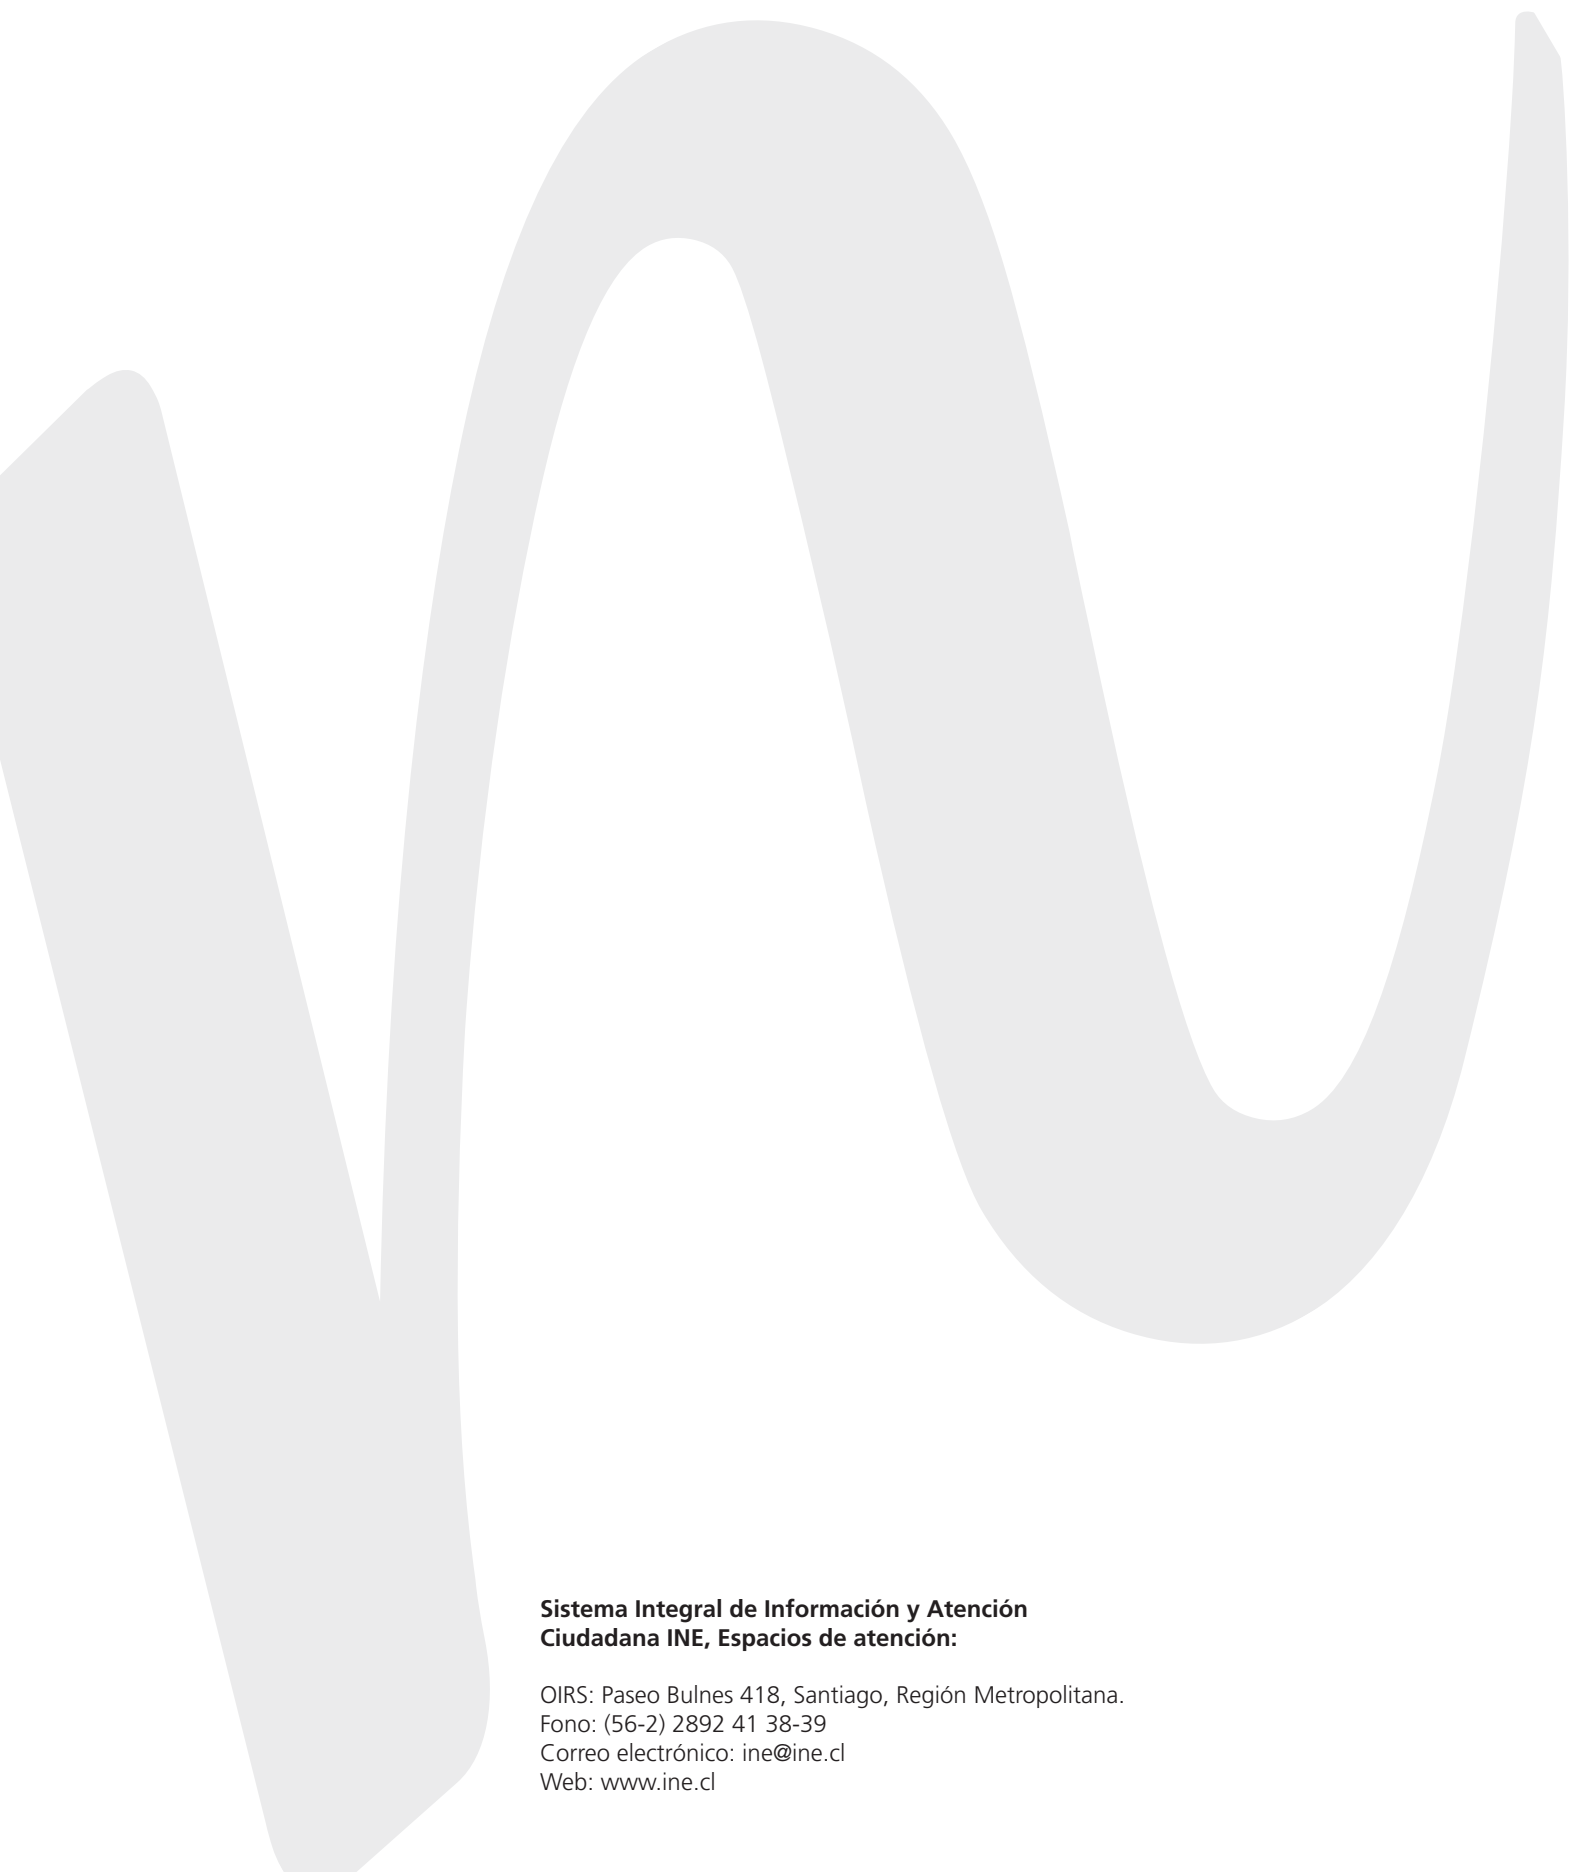 Sistema Integral de Información y Atención
Ciudadana INE, Espacios de atención:
OIRS: Paseo Bulnes 418, Santiago, Región Metropolitana.
Fono: (56-2) 2892 41 38-39
Correo electrónico: ine@ine.cl
Web: www.ine.cl